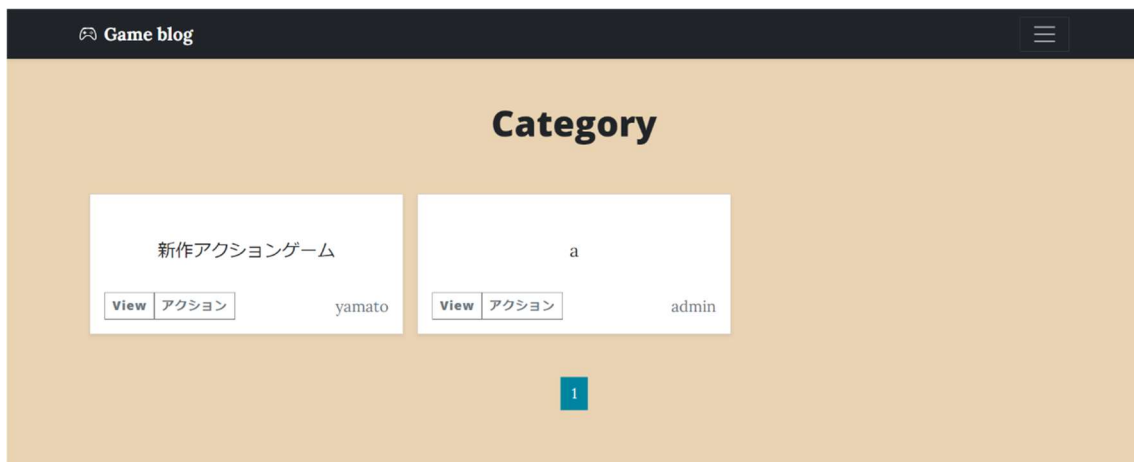 Game blog
Category
新作アクションゲーム
View アクション yamato
a
View アクション admin
1